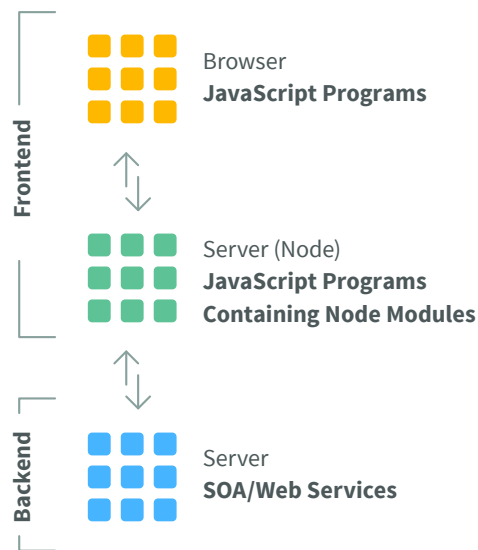 Frontend
Browser
JavaScript Programs
Server (Node)
JavaScript Programs
Containing Node Modules
Backend
Server
SOA/Web Services